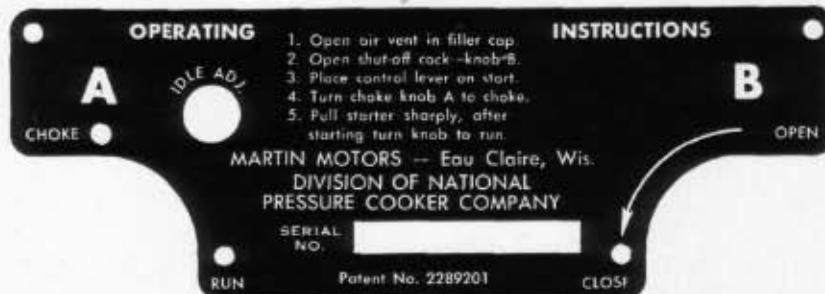 OPERATING INSTRUCTIONS
1. Open air vent in filler cap.
2. Open shut-off cock—knob B.
3. Place control lever on start.
4. Turn choke knob A to choke.
5. Pull starter sharply, after
starting turn knob to run.
A
IDLE ADJ.
B
CHOKE
OPEN
MARTIN MOTORS -- Eau Claire, Wis.
DIVISION OF NATIONAL
PRESSURE COOKER COMPANY
SERIAL
NO.
RUN
Patent No. 2289201
CLOSE